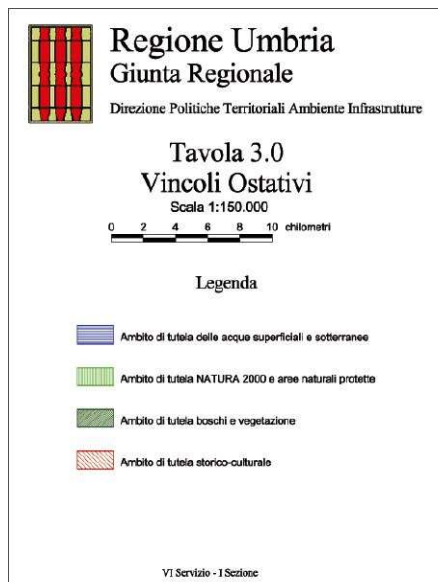 Regione Umbria
Giunta Regionale
Direzione Politiche Territoriali Ambiente Infrastrutture
Tavola 3.0
Vincoli Ostativi
Scala 1:150.000
0 2 4 6 8 10 chilometri
Legenda
Ambito di tutela delle acque superficiali e sotterranee
Ambito di tutela NATURA 2000 e aree naturali protette
Ambito di tutela boschi e vegetazione
Ambito di tutela storico-culturale
VI Servizio - I Sezione